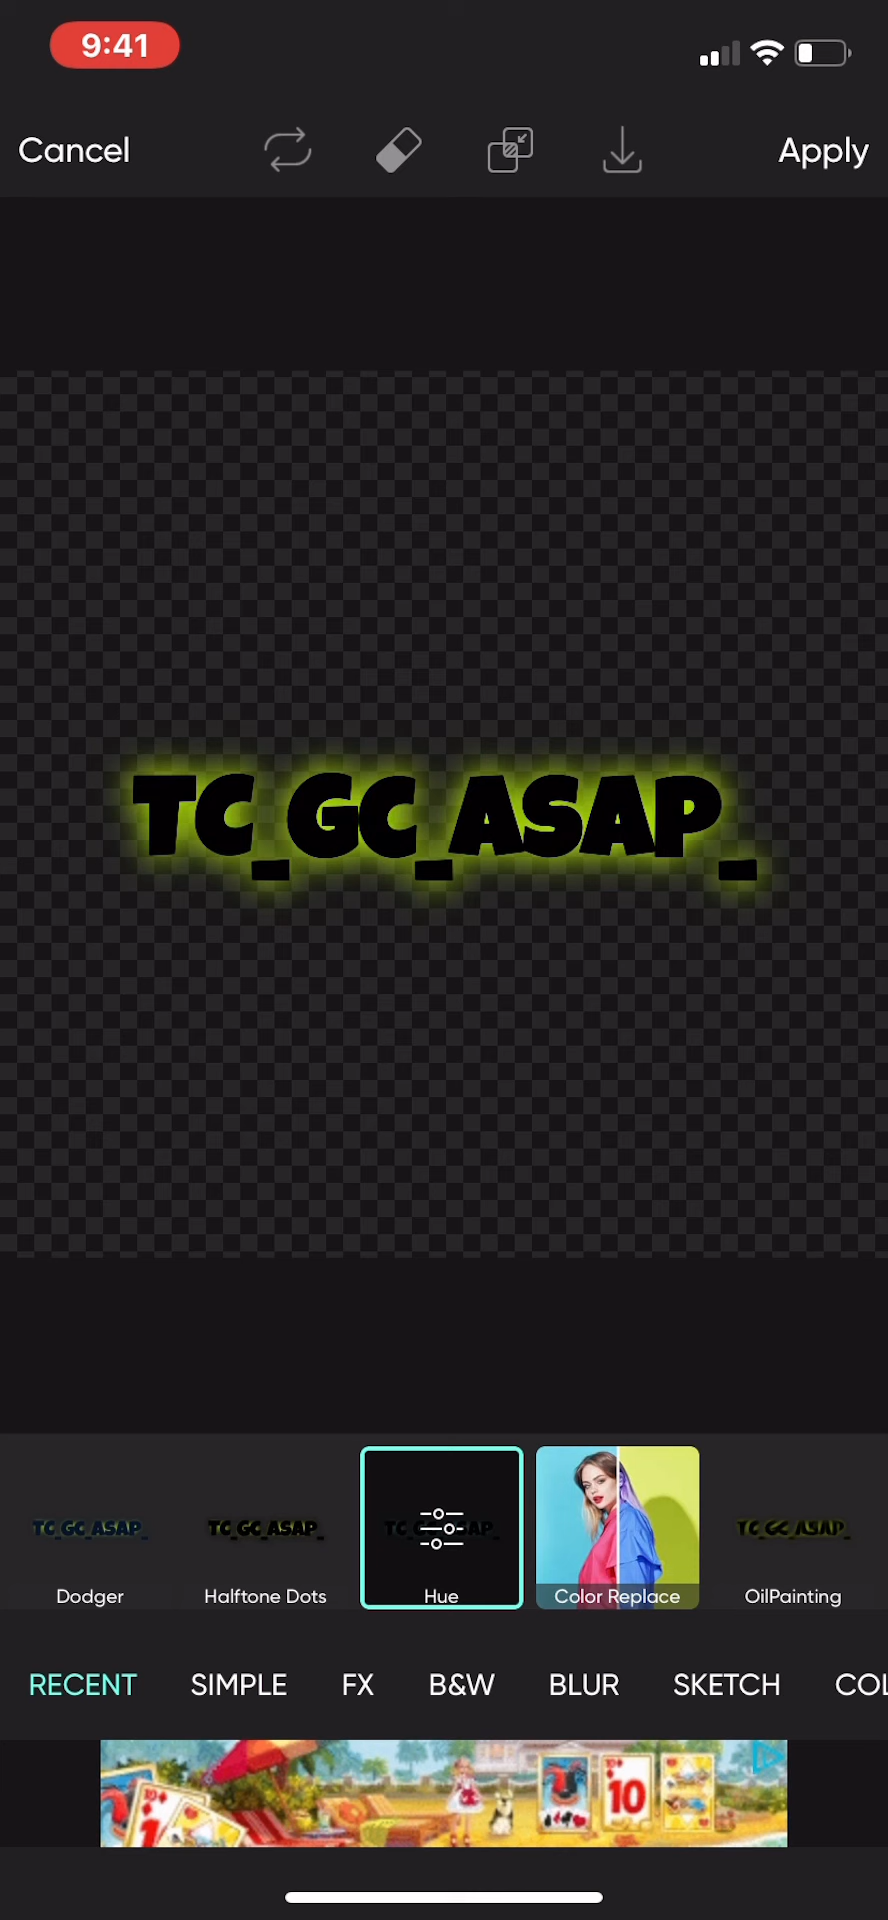 9:41
Cancel
Apply
TC_GC_ASAP_
TC_GC_ASAP_
TC_GC_ASAP_
TC_GC_ASAP_
TC_GC_ASAP_
Dodger
Halftone Dots
Hue
Color Replace
OilPainting
RECENT SIMPLE FX B&W BLUR SKETCH COL
10